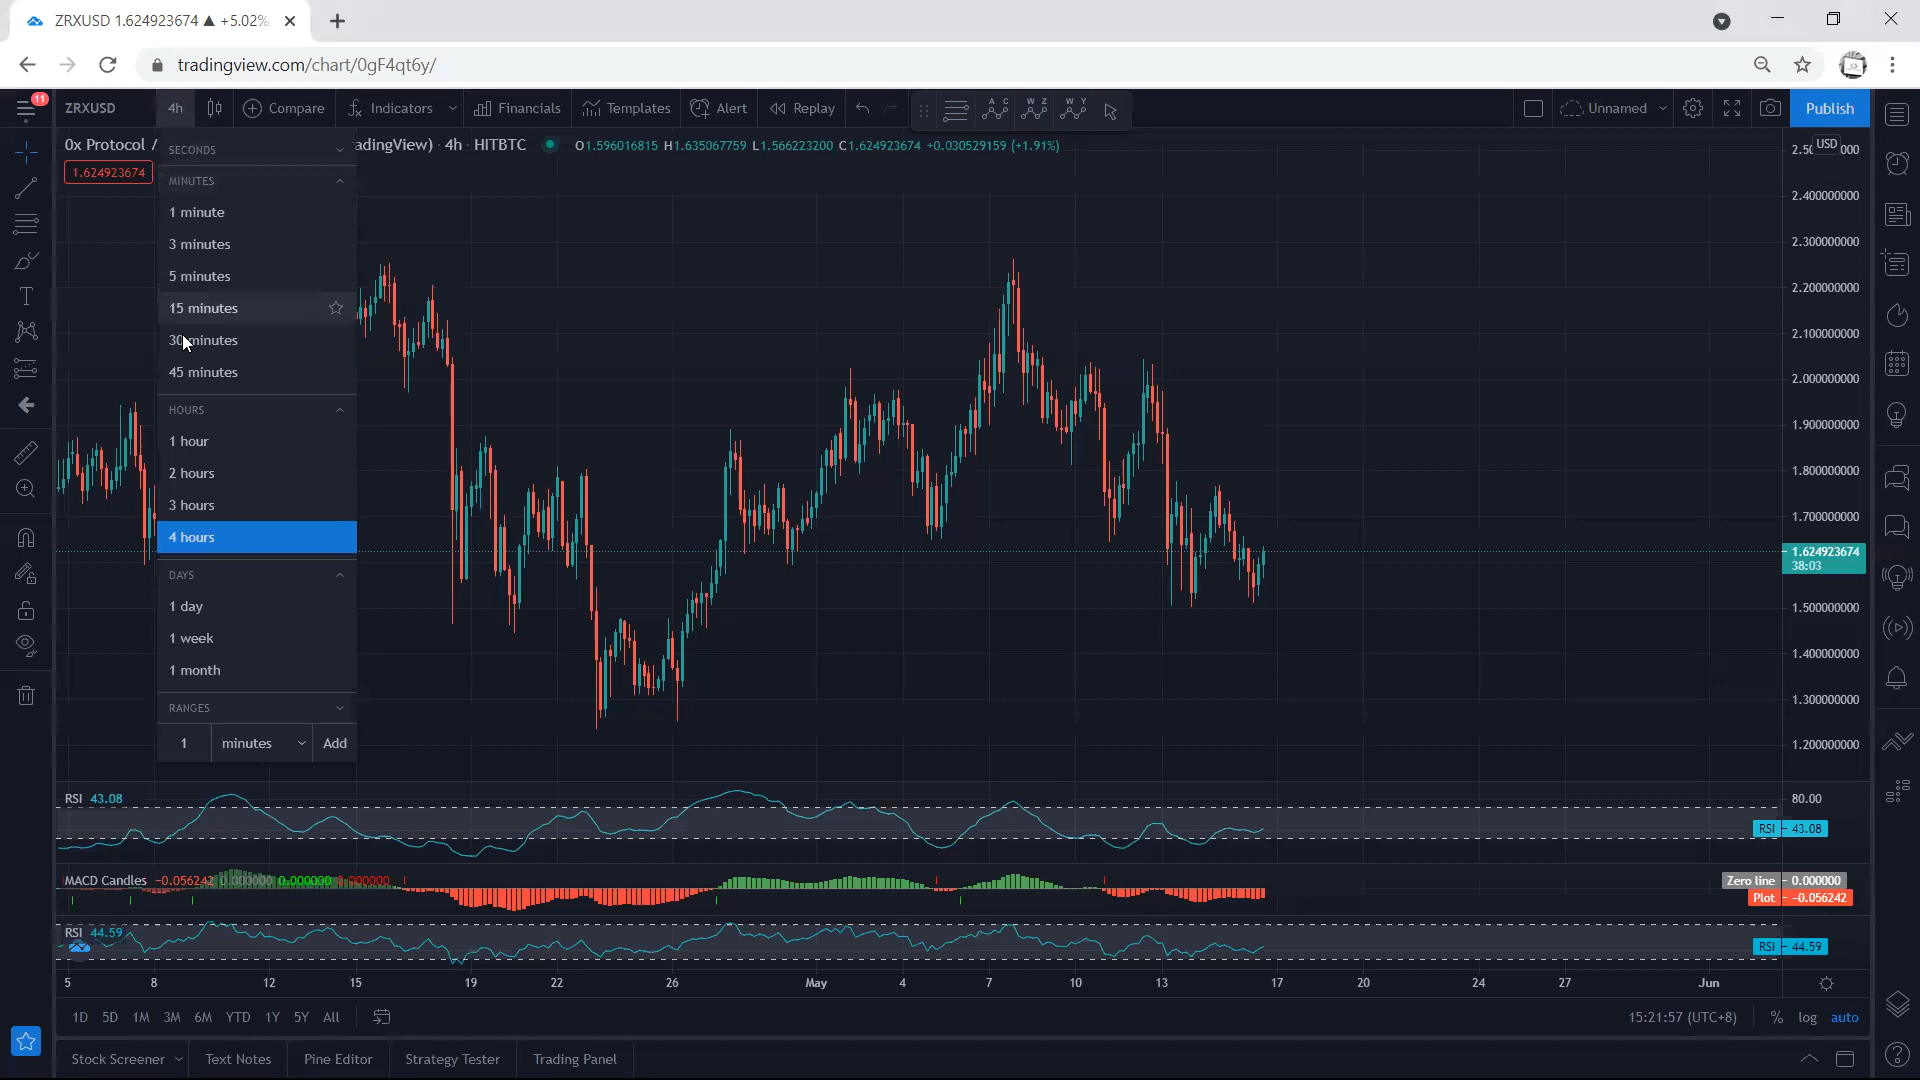 ZRXUSD 1.624923674 ▲ +5.02%
tradingview.com/chart/0gF4qt6y/
11
ZRXUSD 4h Compare Indicators Financials Templates Alert Replay A C W Z W Y Unnamed Publish
0x Protocol / adingView) · 4h · HITBTC O1.596016815 H1.635067759 L1.566223200 C1.624923674 +0.030529159 (+1.91%)
1.624923674
SECONDS
MINUTES
1 minute
3 minutes
5 minutes
15 minutes
30 minutes
45 minutes
HOURS
1 hour
2 hours
3 hours
4 hours
DAYS
1 day
1 week
1 month
RANGES
1 minutes Add
USD
2.400000000
2.300000000
2.200000000
2.100000000
2.000000000
1.900000000
1.800000000
1.700000000
1.624923674
38:03
1.500000000
1.400000000
1.300000000
1.200000000
RSI 43.08
80.00
RSI 43.08
MACD Candles −0.056242 0.000000 0.000000 0.000000
Zero line 0.000000
Plot −0.056242
RSI 44.59
RSI 44.59
5 8 12 15 19 22 26 May 4 7 10 13 17 20 24 27 Jun
1D 5D 1M 3M 6M YTD 1Y 5Y All 15:21:57 (UTC+8) % log auto
Stock Screener Text Notes Pine Editor Strategy Tester Trading Panel